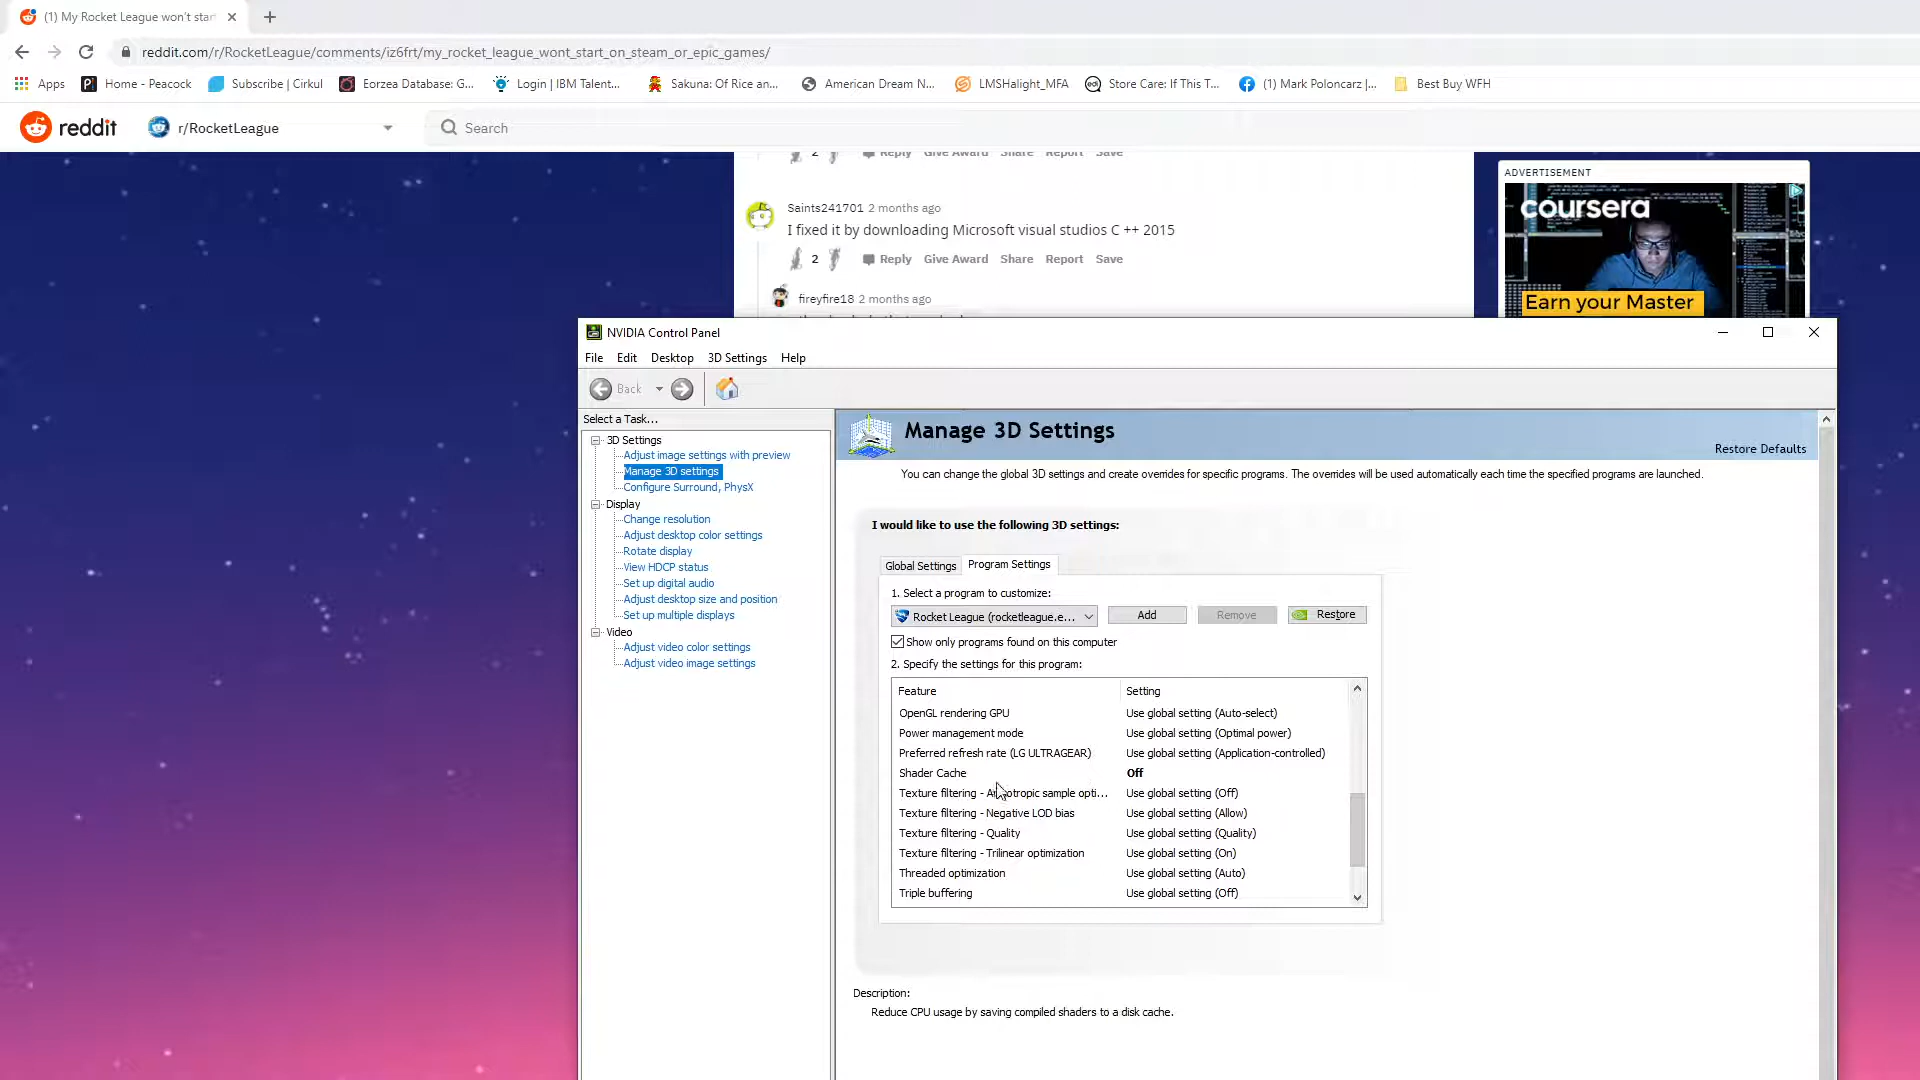 (1) My Rocket League won't star
reddit.com/r/RocketLeague/comments/iz6frt/my_rocket_league_wont_start_on_steam_or_epic_games/
Apps
Home - Peacock
Subscribe | Cirkul
Eorzea Database: G...
Login | IBM Talent...
Sakuna: Of Rice an...
American Dream N...
LMSHalight_MFA
Store Care: If This T...
(1) Mark Poloncarz |...
Best Buy WFH
reddit
r/RocketLeague
Search
2 Reply Give Award Share Report Save
Saints241701 2 months ago
I fixed it by downloading Microsoft visual studios C ++ 2015
2 Reply Give Award Share Report Save
fireyfire18 2 months ago
ADVERTISEMENT
coursera
Earn your Master
NVIDIA Control Panel
File Edit Desktop 3D Settings Help
Back
Select a Task...
3D Settings
Adjust image settings with preview
Manage 3D settings
Configure Surround, PhysX
Display
Change resolution
Adjust desktop color settings
Rotate display
View HDCP status
Set up digital audio
Adjust desktop size and position
Set up multiple displays
Video
Adjust video color settings
Adjust video image settings
Manage 3D Settings
Restore Defaults
You can change the global 3D settings and create overrides for specific programs. The overrides will be used automatically each time the specified programs are launched.
I would like to use the following 3D settings:
Global Settings
Program Settings
1. Select a program to customize:
Rocket League (rocketleague.e...
Add
Remove
Restore
Show only programs found on this computer
2. Specify the settings for this program:
Feature Setting
OpenGL rendering GPU Use global setting (Auto-select)
Power management mode Use global setting (Optimal power)
Preferred refresh rate (LG ULTRAGEAR) Use global setting (Application-controlled)
Shader Cache Off
Texture filtering - Anisotropic sample opti... Use global setting (Off)
Texture filtering - Negative LOD bias Use global setting (Allow)
Texture filtering - Quality Use global setting (Quality)
Texture filtering - Trilinear optimization Use global setting (On)
Threaded optimization Use global setting (Auto)
Triple buffering Use global setting (Off)
Description:
Reduce CPU usage by saving compiled shaders to a disk cache.